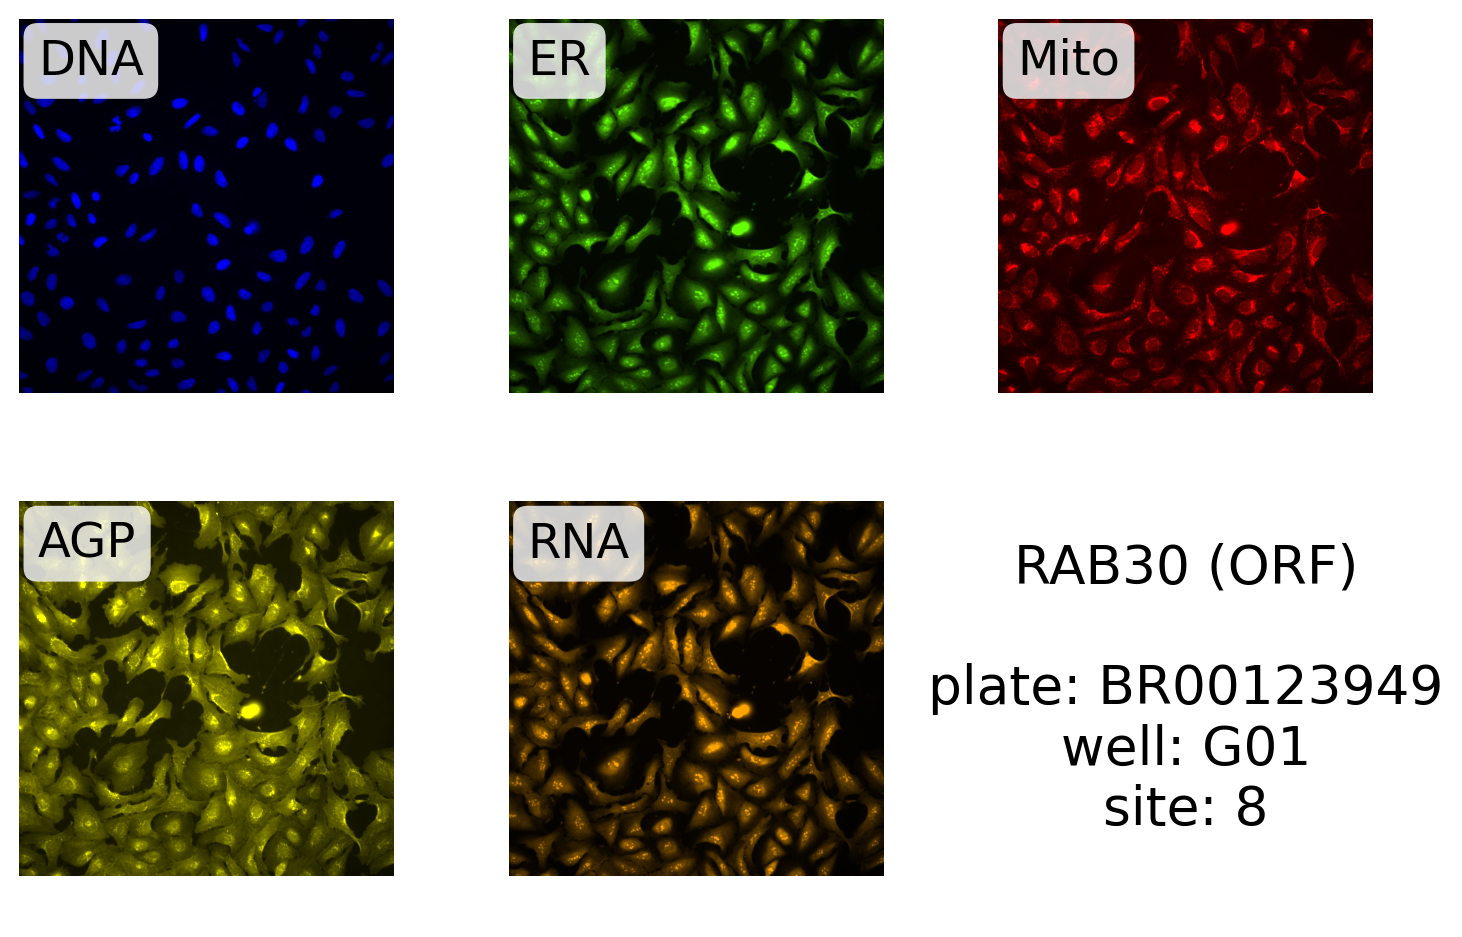 DNA
ER
Mito
AGP
RNA
RAB30 (ORF)
plate: BR00123949
well: G01
site: 8